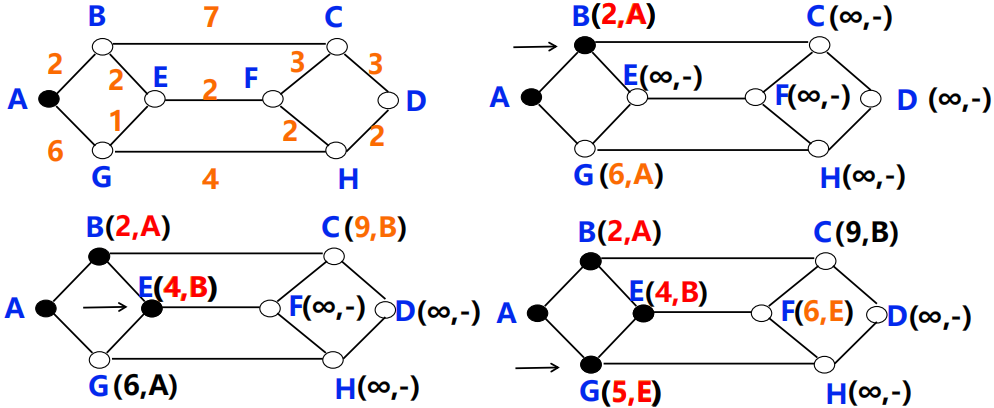 B 7 C
2 2 E F 3 3
A 2 D
1 2 2
6
G 4 H
B(2,A) C(∞,-)
E(∞,-)
A F(∞,-) D (∞,-)
G(6,A) H(∞,-)
B(2,A) C(9,B)
E(4,B)
A F(∞,-) D(∞,-)
G(6,A) H(∞,-)
B(2,A) C(9,B)
E(4,B)
A F(6,E) D(∞,-)
G(5,E) H(∞,-)